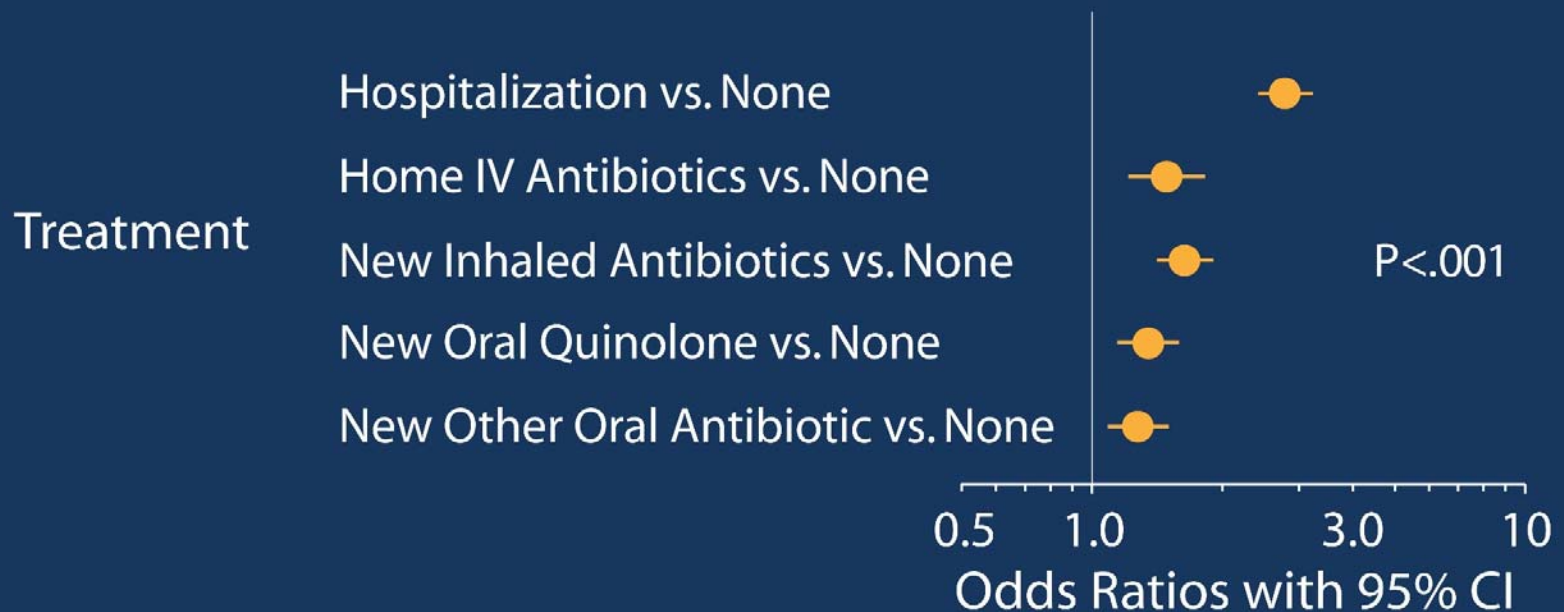 Hospitalization vs. None
Home IV Antibiotics vs. None
Treatment
New Inhaled Antibiotics vs. None
P<.001
New Oral Quinolone vs. None
New Other Oral Antibiotic vs. None
0.5 1.0 3.0 10
Odds Ratios with 95% CI